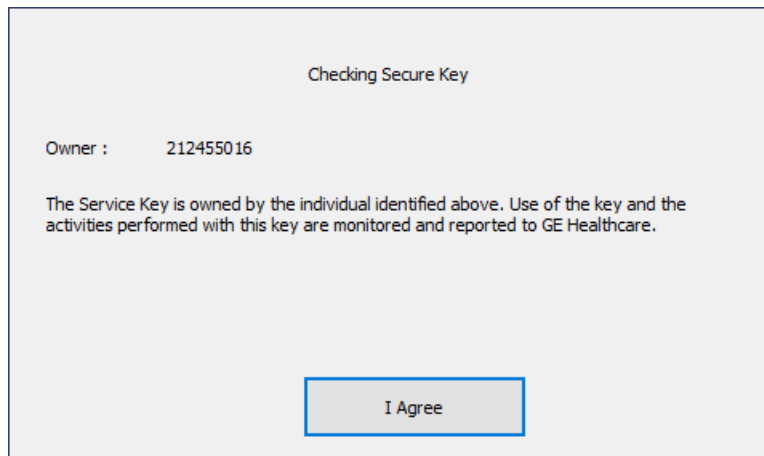 Checking Secure Key
Owner : 212455016
The Service Key is owned by the individual identified above. Use of the key and the
activities performed with this key are monitored and reported to GE Healthcare.
I Agree